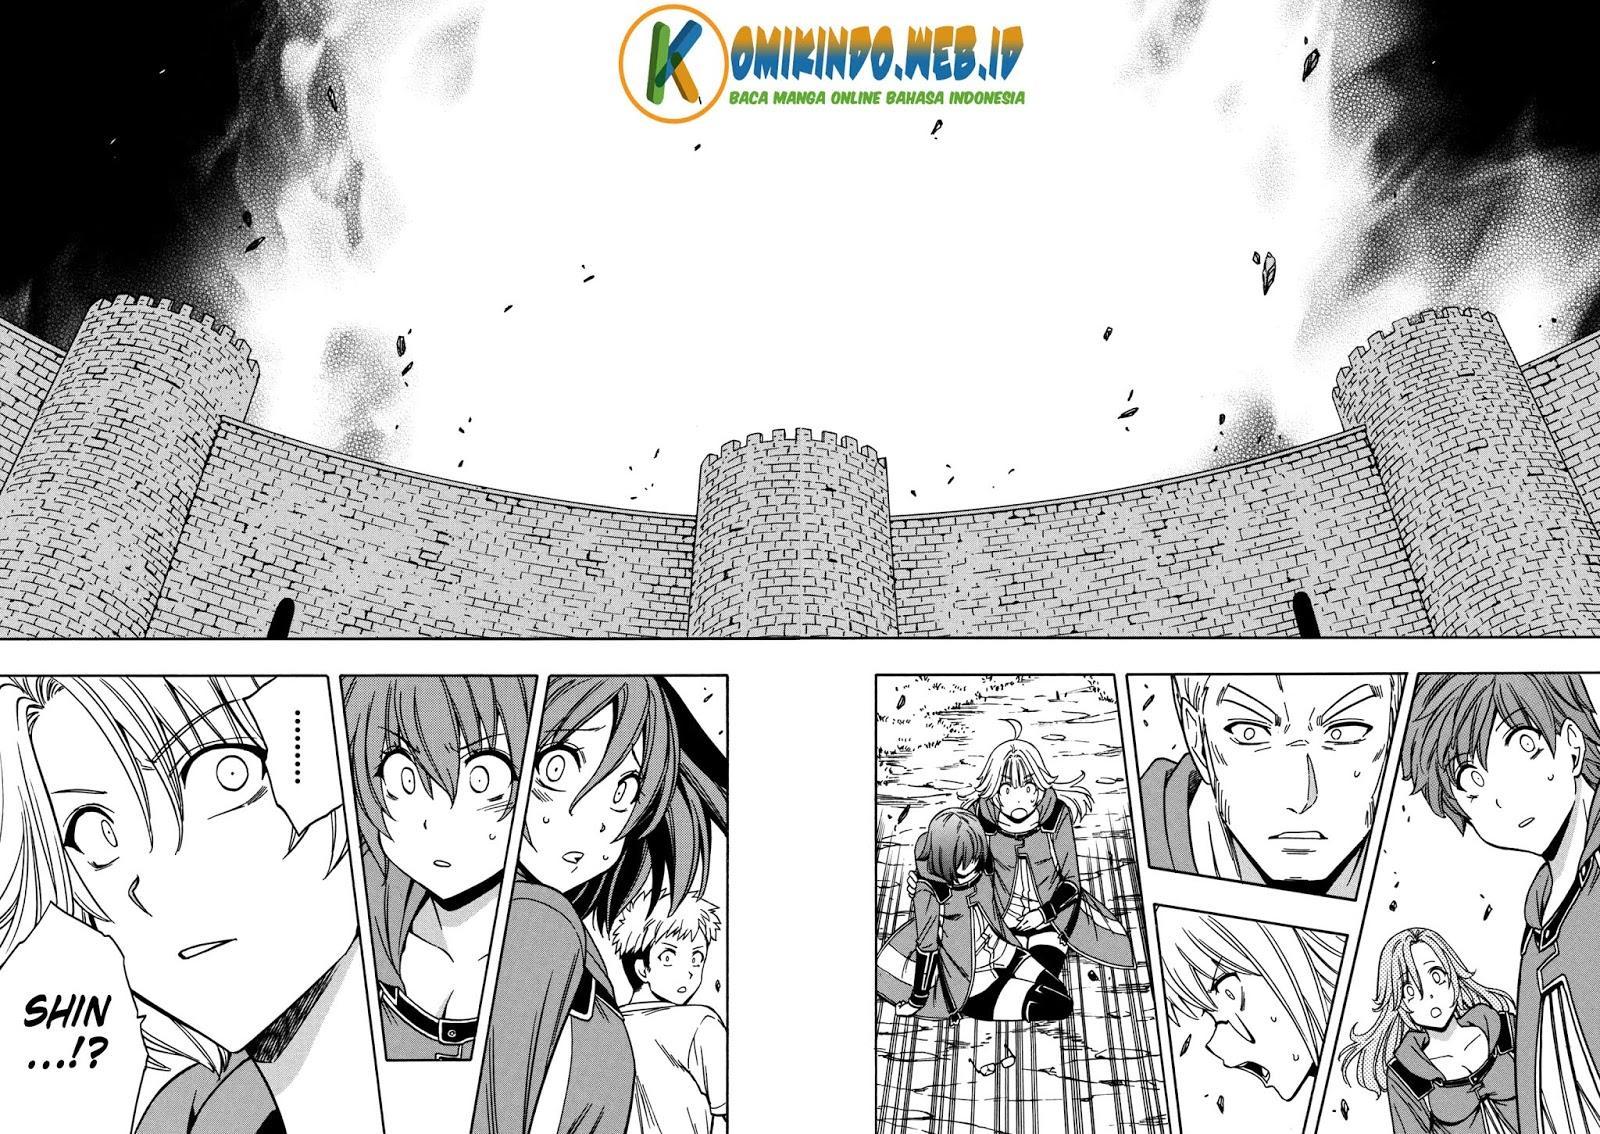 KOMIKINDO.WEB.ID
BACA MANGA ONLINE BAHASA INDONESIA
.........
SHIN
...!?